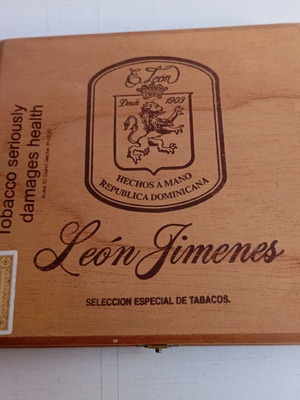 E. León
Desde 1903
HECHOS A MANO
REPUBLICA DOMINICANA
León Jimenes
SELECCION ESPECIAL DE TABACOS.
Tobacco seriously
damages health